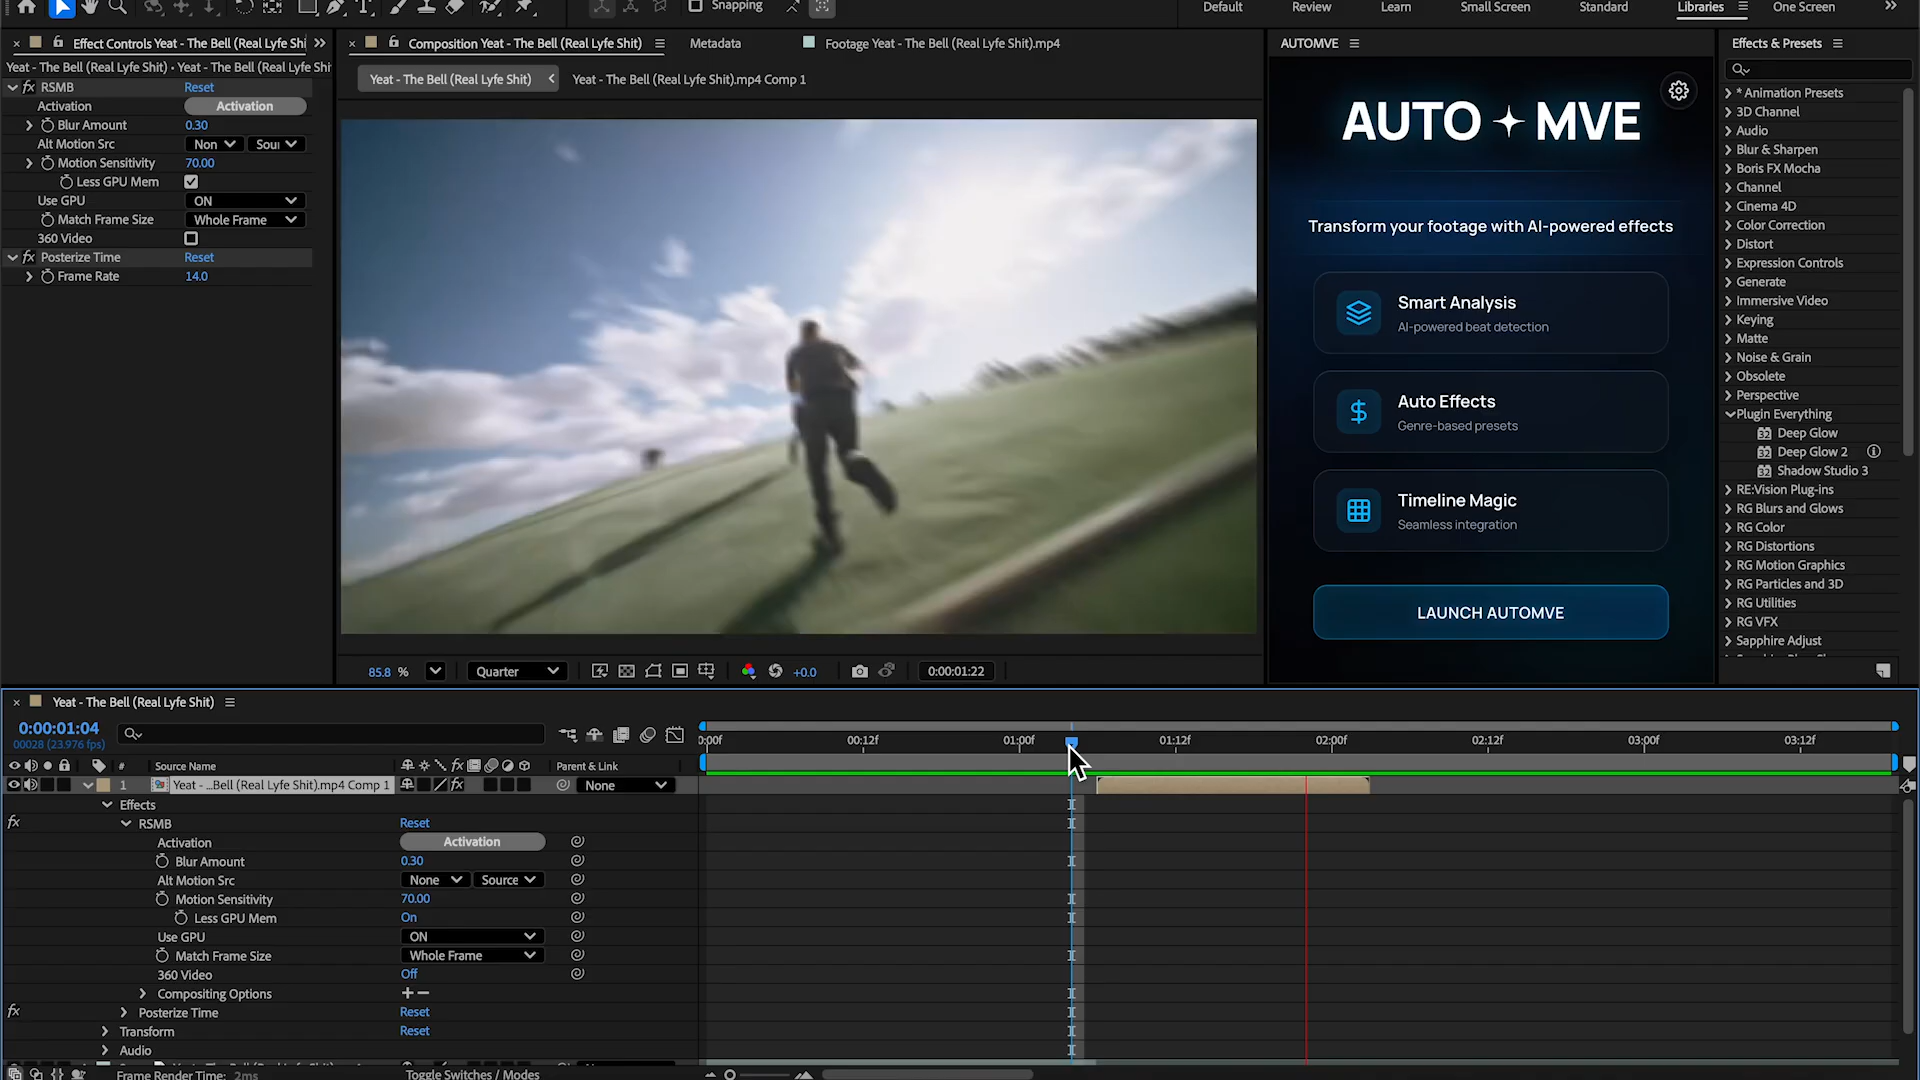 Snapping
Default
Review
Learn
Small Screen
Standard
Libraries
One Screen
Effect Controls Yeat - The Bell (Real Lyfe Shi
Composition Yeat - The Bell (Real Lyfe Shit)
Metadata
Footage Yeat - The Bell (Real Lyfe Shit).mp4
AUTOMVE
Effects & Presets
Yeat - The Bell (Real Lyfe Shit) • Yeat - The Bell (Real Lyfe Shi
Yeat - The Bell (Real Lyfe Shit)
Yeat - The Bell (Real Lyfe Shit).mp4 Comp 1
RSMB Reset
Activation Activation
Blur Amount 0.30
Alt Motion Src Non Sour
Motion Sensitivity 70.00
Less GPU Mem
Use GPU ON
Match Frame Size Whole Frame
360 Video
Posterize Time Reset
Frame Rate 14.0
AUTO MVE
Transform your footage with AI-powered effects
Smart Analysis
AI-powered beat detection
Auto Effects
Genre-based presets
Timeline Magic
Seamless integration
LAUNCH AUTOMVE
* Animation Presets
3D Channel
Audio
Blur & Sharpen
Boris FX Mocha
Channel
Cinema 4D
Color Correction
Distort
Expression Controls
Generate
Immersive Video
Keying
Matte
Noise & Grain
Obsolete
Perspective
Plugin Everything
Deep Glow
Deep Glow 2
Shadow Studio 3
RE:Vision Plug-ins
RG Blurs and Glows
RG Color
RG Distortions
RG Motion Graphics
RG Particles and 3D
RG Utilities
RG VFX
Sapphire Adjust
85.8 %
Quarter
+0.0
0:00:01:22
Yeat - The Bell (Real Lyfe Shit)
0:00:01:04
00028 (23.976 fps)
:00f 00:12f 01:00f 01:12f 02:00f 02:12f 03:00f 03:12f
# Source Name Parent & Link
1 Yeat - ...Bell (Real Lyfe Shit).mp4 Comp 1 None
Effects
RSMB Reset
Activation Activation
Blur Amount 0.30
Alt Motion Src None Source
Motion Sensitivity 70.00
Less GPU Mem On
Use GPU ON
Match Frame Size Whole Frame
360 Video Off
Compositing Options
Posterize Time Reset
Transform Reset
Audio
Frame Render Time: 2ms
Toggle Switches / Modes